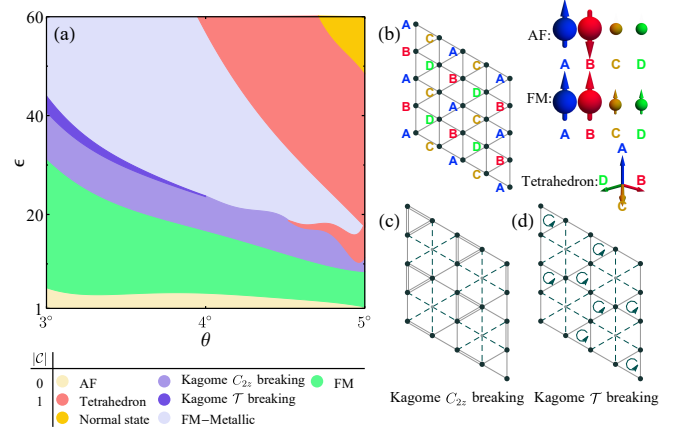 (a)
60
40
ϵ
20
1
3° 4° 5°
θ
|C|
0 AF Kagome C2z breaking FM
1 Tetrahedron Kagome T breaking
Normal state FM−Metallic
(b)
A
C
B A
D C
A B A
C D
B A B
D C
A B A
C D
A B
C
A
AF:
A B C D
FM:
A B C D
A
Tetrahedron: D B
C
(c)
Kagome C2z breaking
(d)
Kagome T breaking